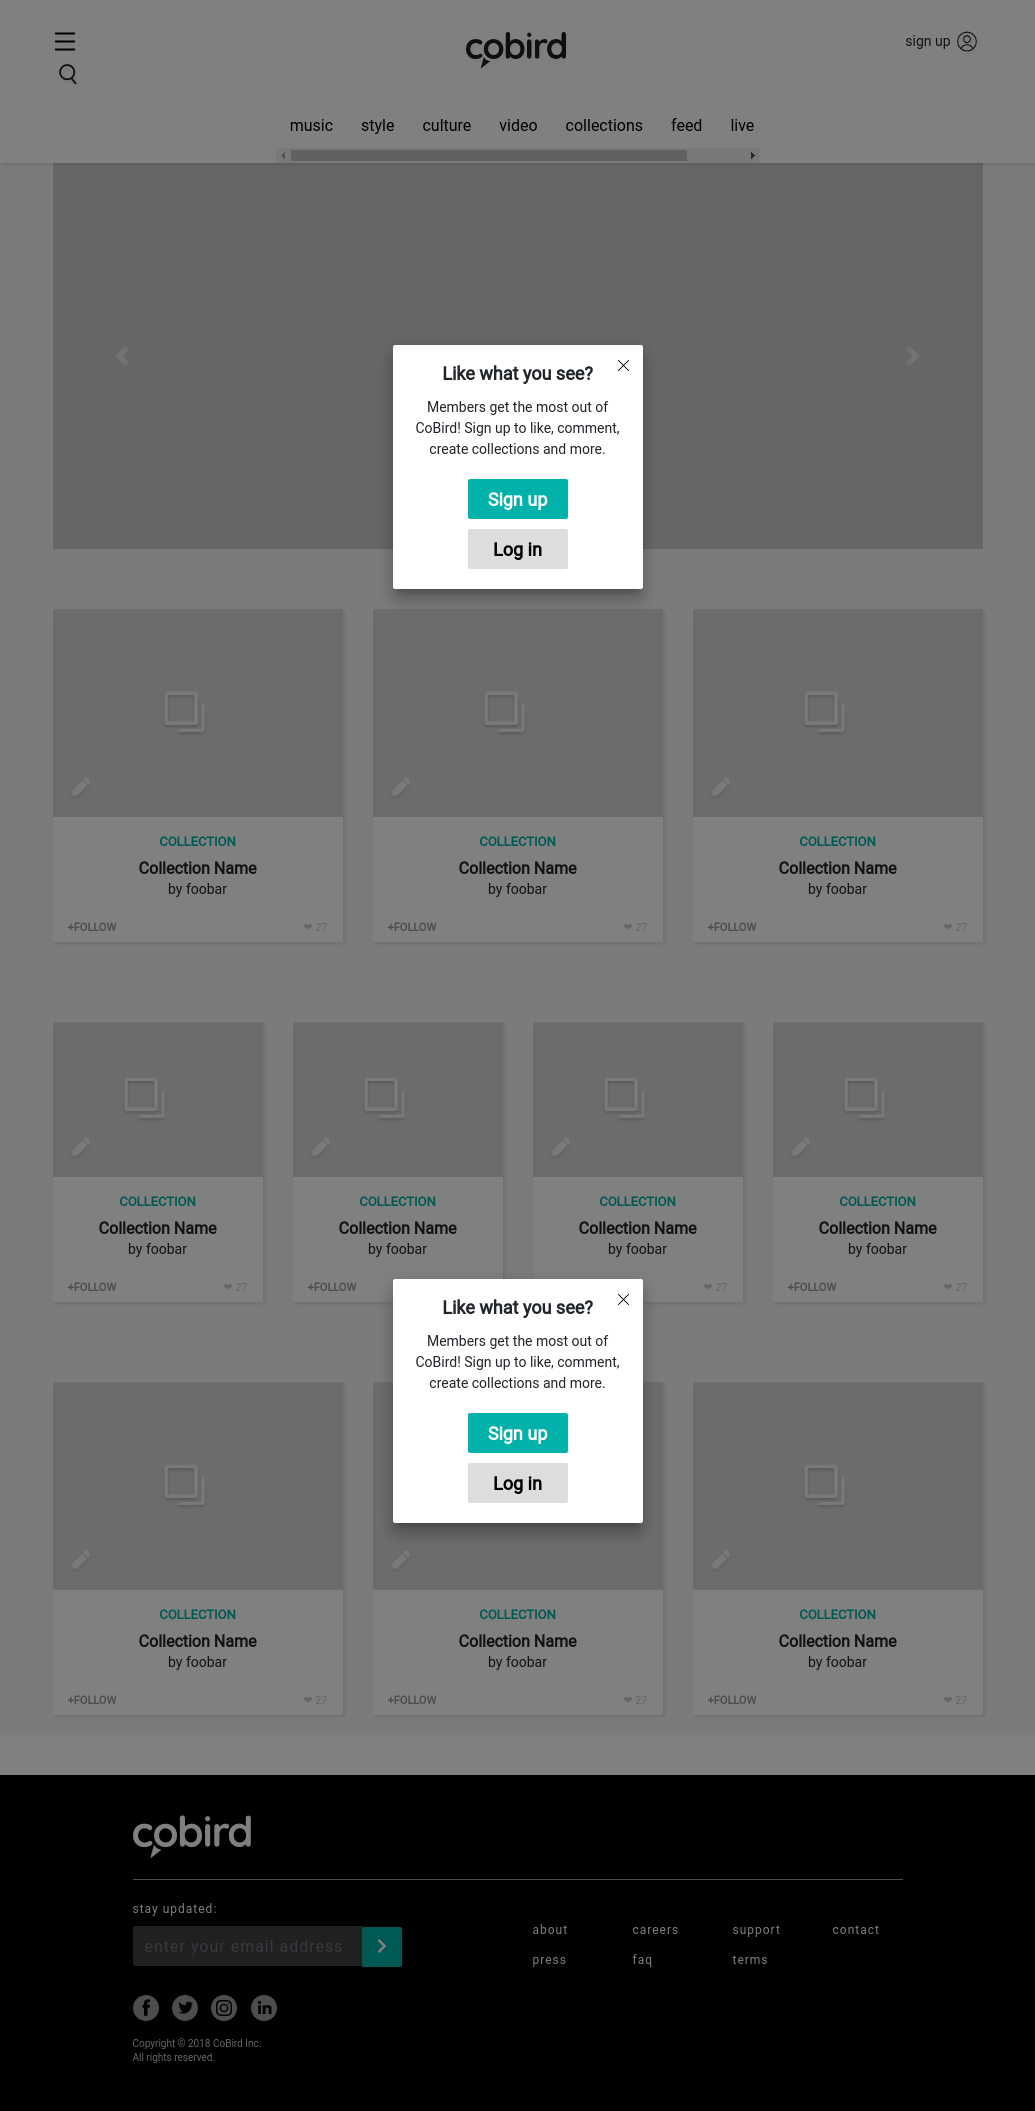 cobird
sign up
music style culture video collections feed live
Like what you see?
Members get the most out of
CoBird! Sign up to like, comment,
create collections and more.
Sign up
Log in
COLLECTION COLLECTION COLLECTION
Collection Name Collection Name Collection Name
by foobar by foobar by foobar
+FOLLOW ❤ 27 +FOLLOW ❤ 27 +FOLLOW ❤ 27
COLLECTION COLLECTION COLLECTION COLLECTION
Collection Name Collection Name Collection Name Collection Name
by foobar by foobar by foobar by foobar
+FOLLOW ❤ 27 +FOLLOW ❤ 27 +FOLLOW ❤ 27
Like what you see?
Members get the most out of
CoBird! Sign up to like, comment,
create collections and more.
Sign up
Log in
COLLECTION COLLECTION COLLECTION
Collection Name Collection Name Collection Name
by foobar by foobar by foobar
+FOLLOW ❤ 27 +FOLLOW ❤ 27 +FOLLOW ❤ 27
cobird
stay updated:
enter your email address
about careers support contact
press faq terms
Copyright © 2018 CoBird Inc.
All rights reserved.